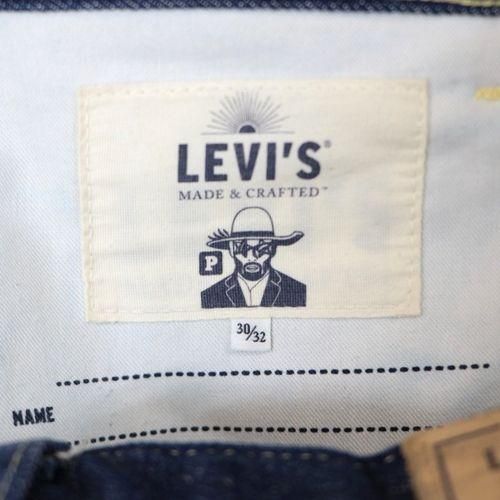 LEVI'S®
MADE & CRAFTED™
P
30/32
NAME
L